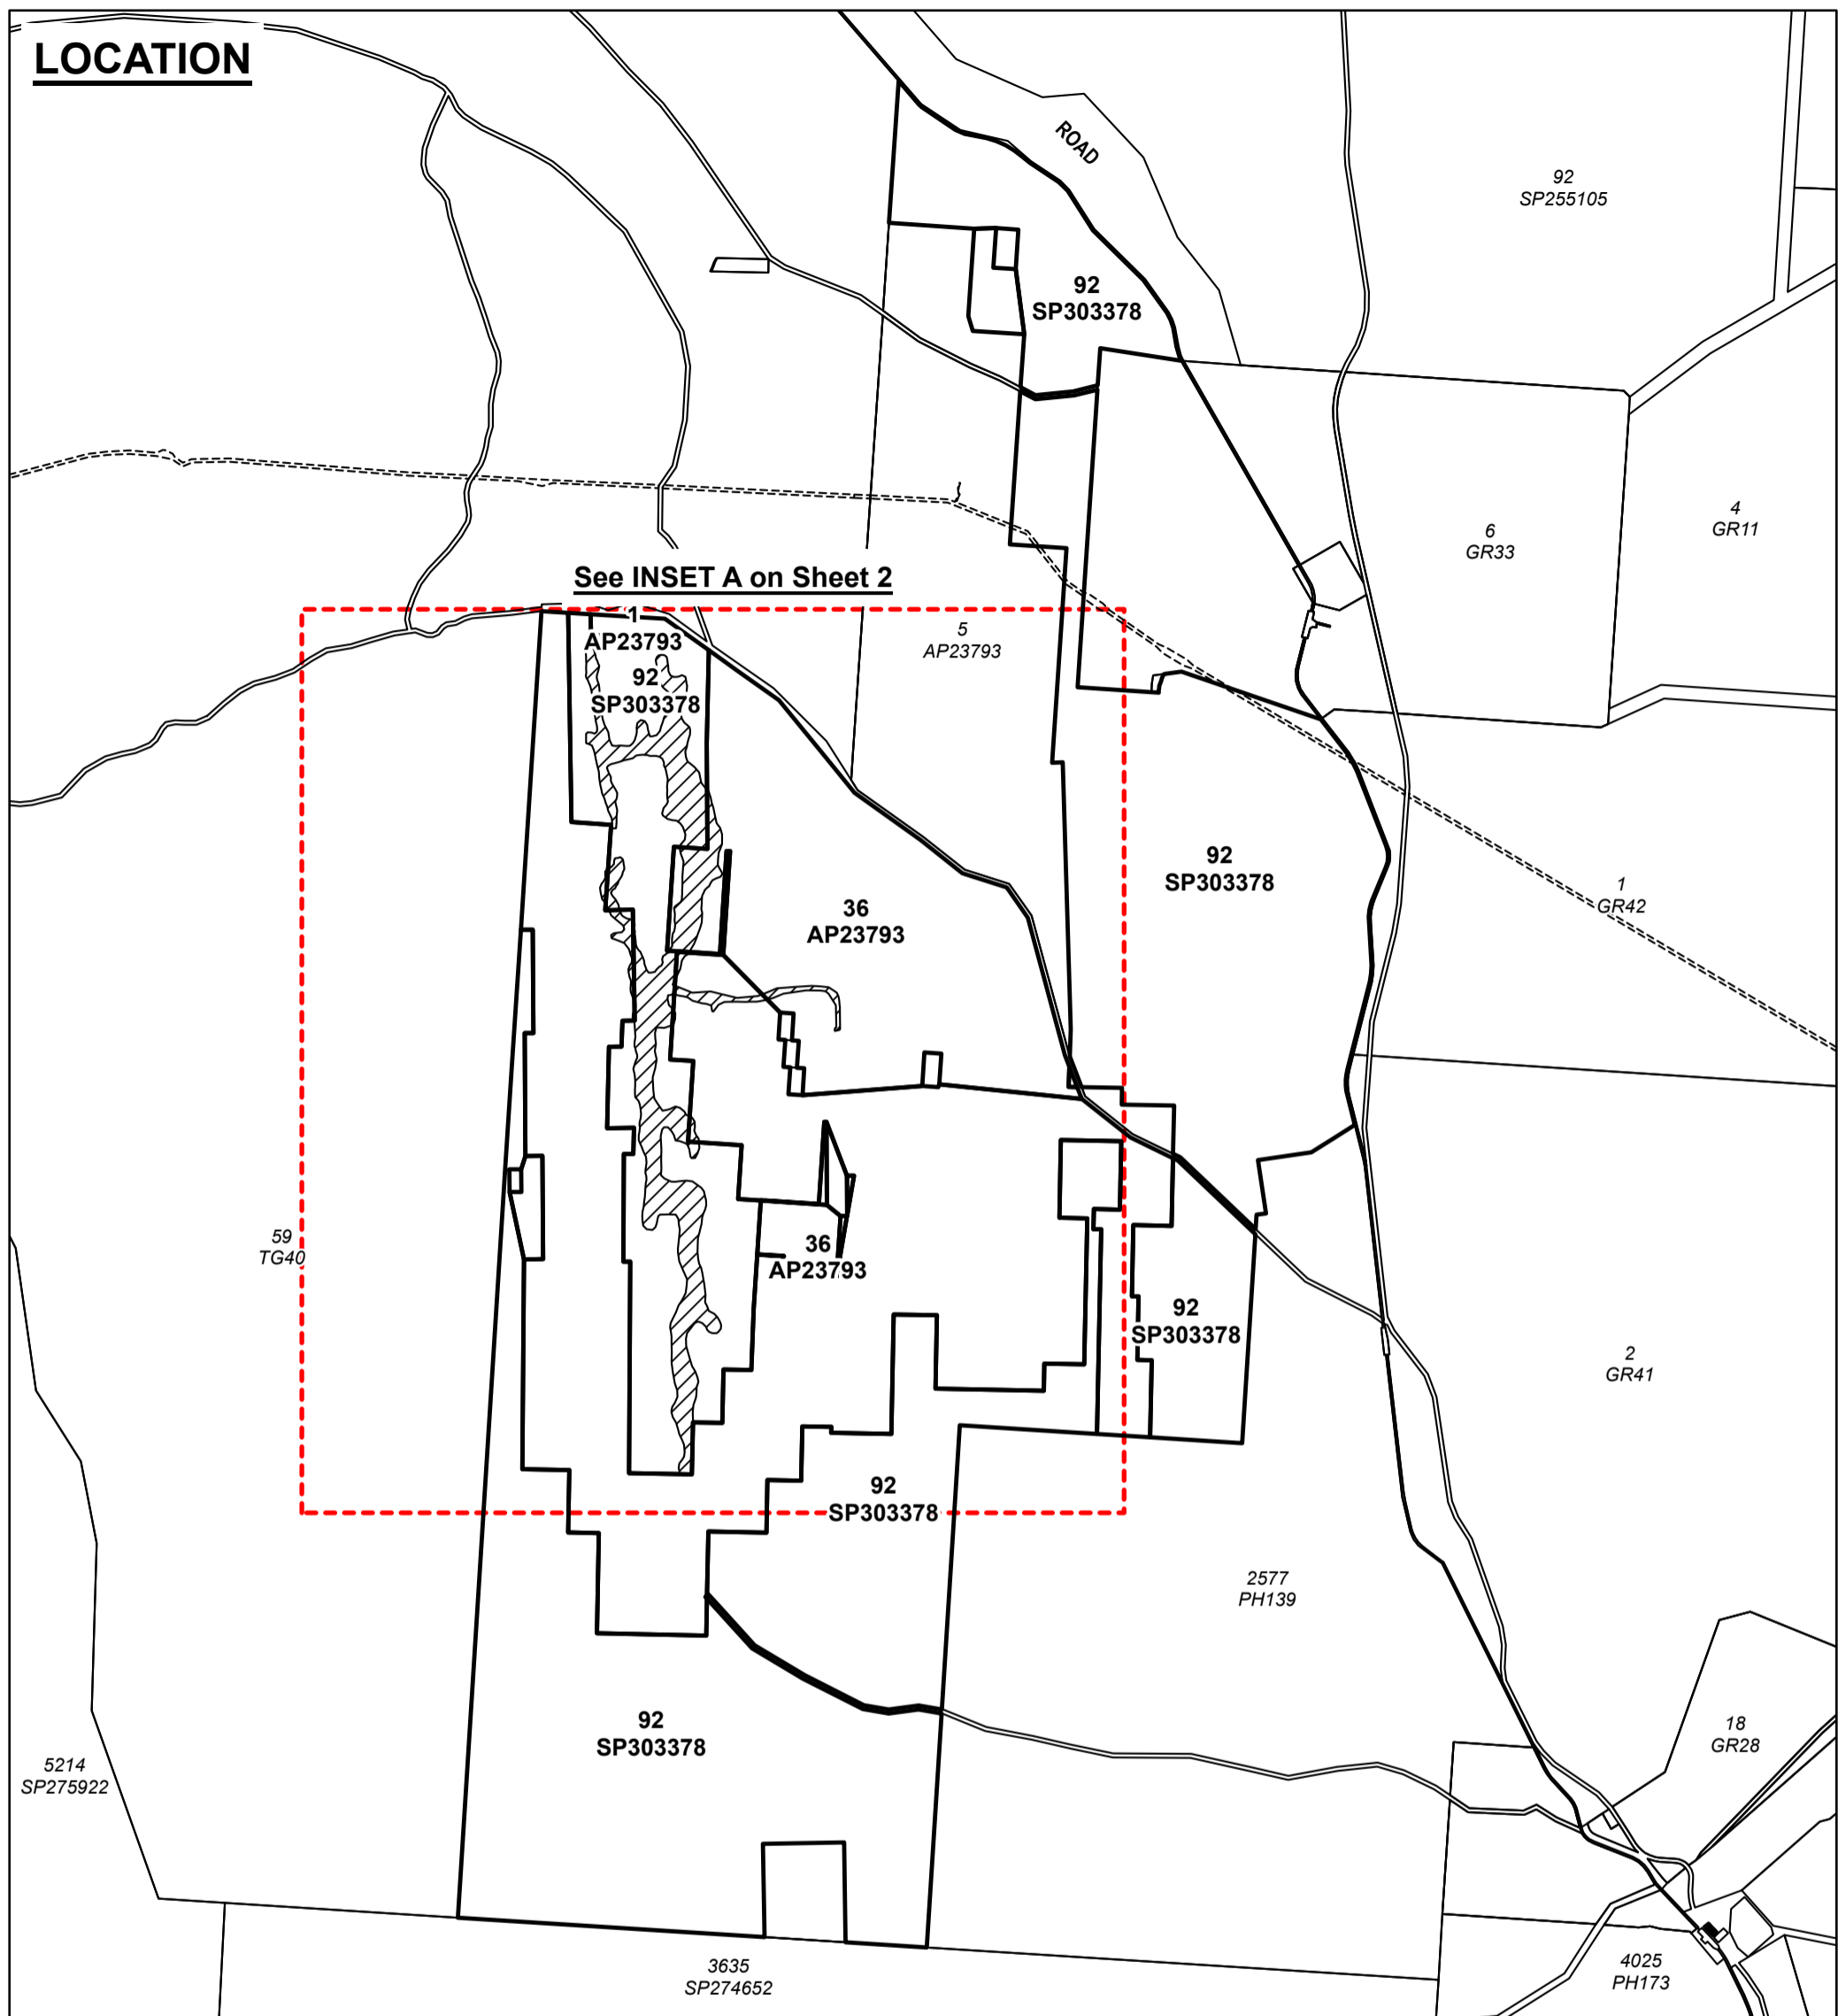 LOCATION
ROAD
92
SP255105
92
SP303378
4
GR11
6
GR33
See INSET A on Sheet 2
1
AP23793
5
AP23793
92
SP303378
92
SP303378
1
GR42
36
AP23793
59
TG40
36
AP23793
92
SP303378
2
GR41
92
SP303378
2577
PH139
92
SP303378
18
GR28
5214
SP275922
3635
SP274652
4025
PH173